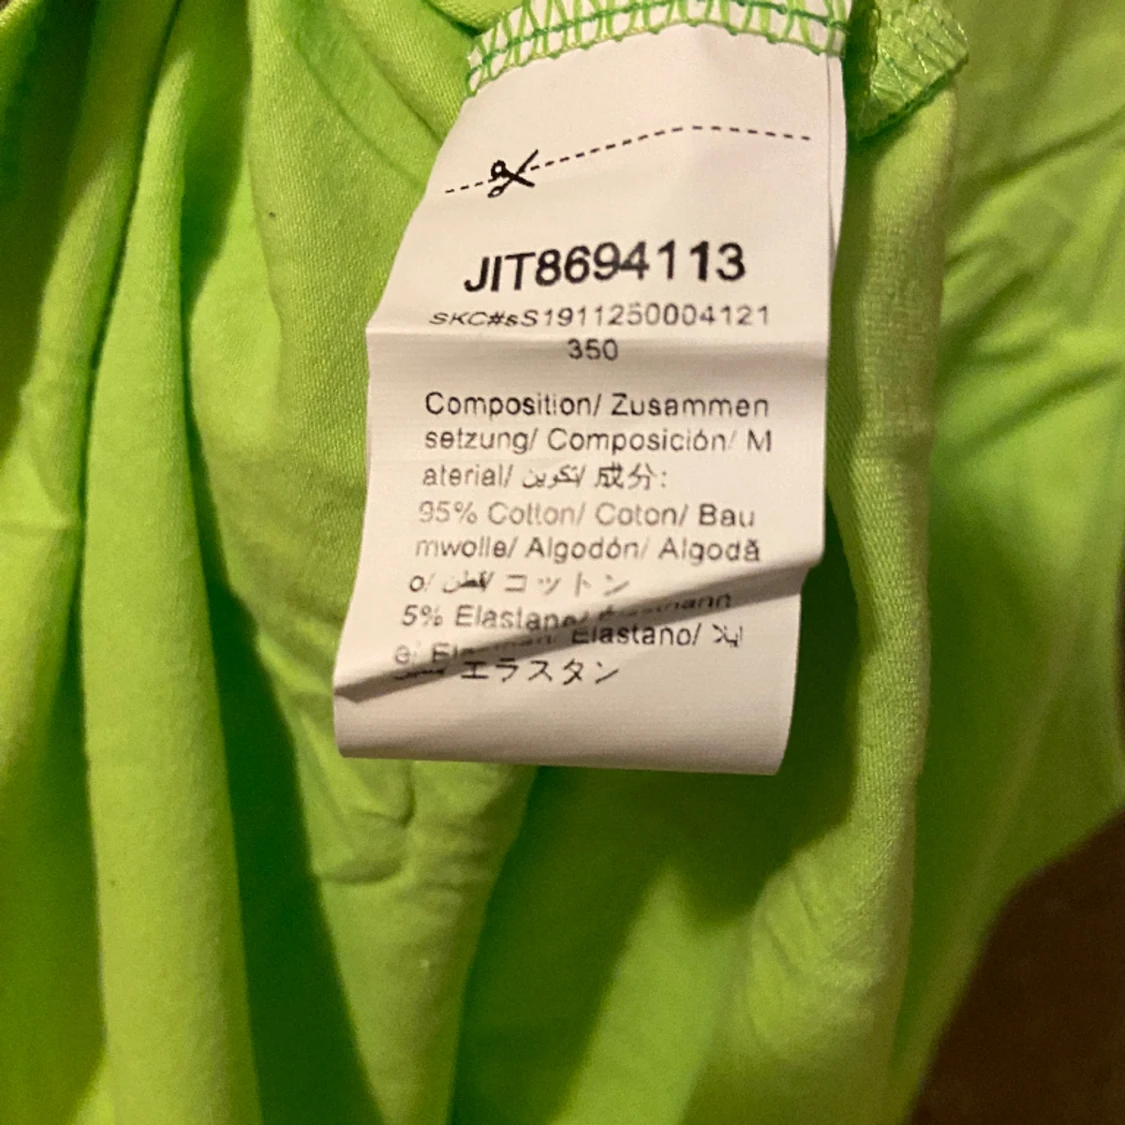 JIT8694113
SKC#sS1911250004121
350
Composition/ Zusammen
setzung/ Composición/ M
aterial/ تكوين/ 成分:
95% Cotton/ Coton/ Bau
mwolle/ Algodón/ Algodã
o/ قطن/ コットン
5% Elastane/
Elastano/
エラスタン